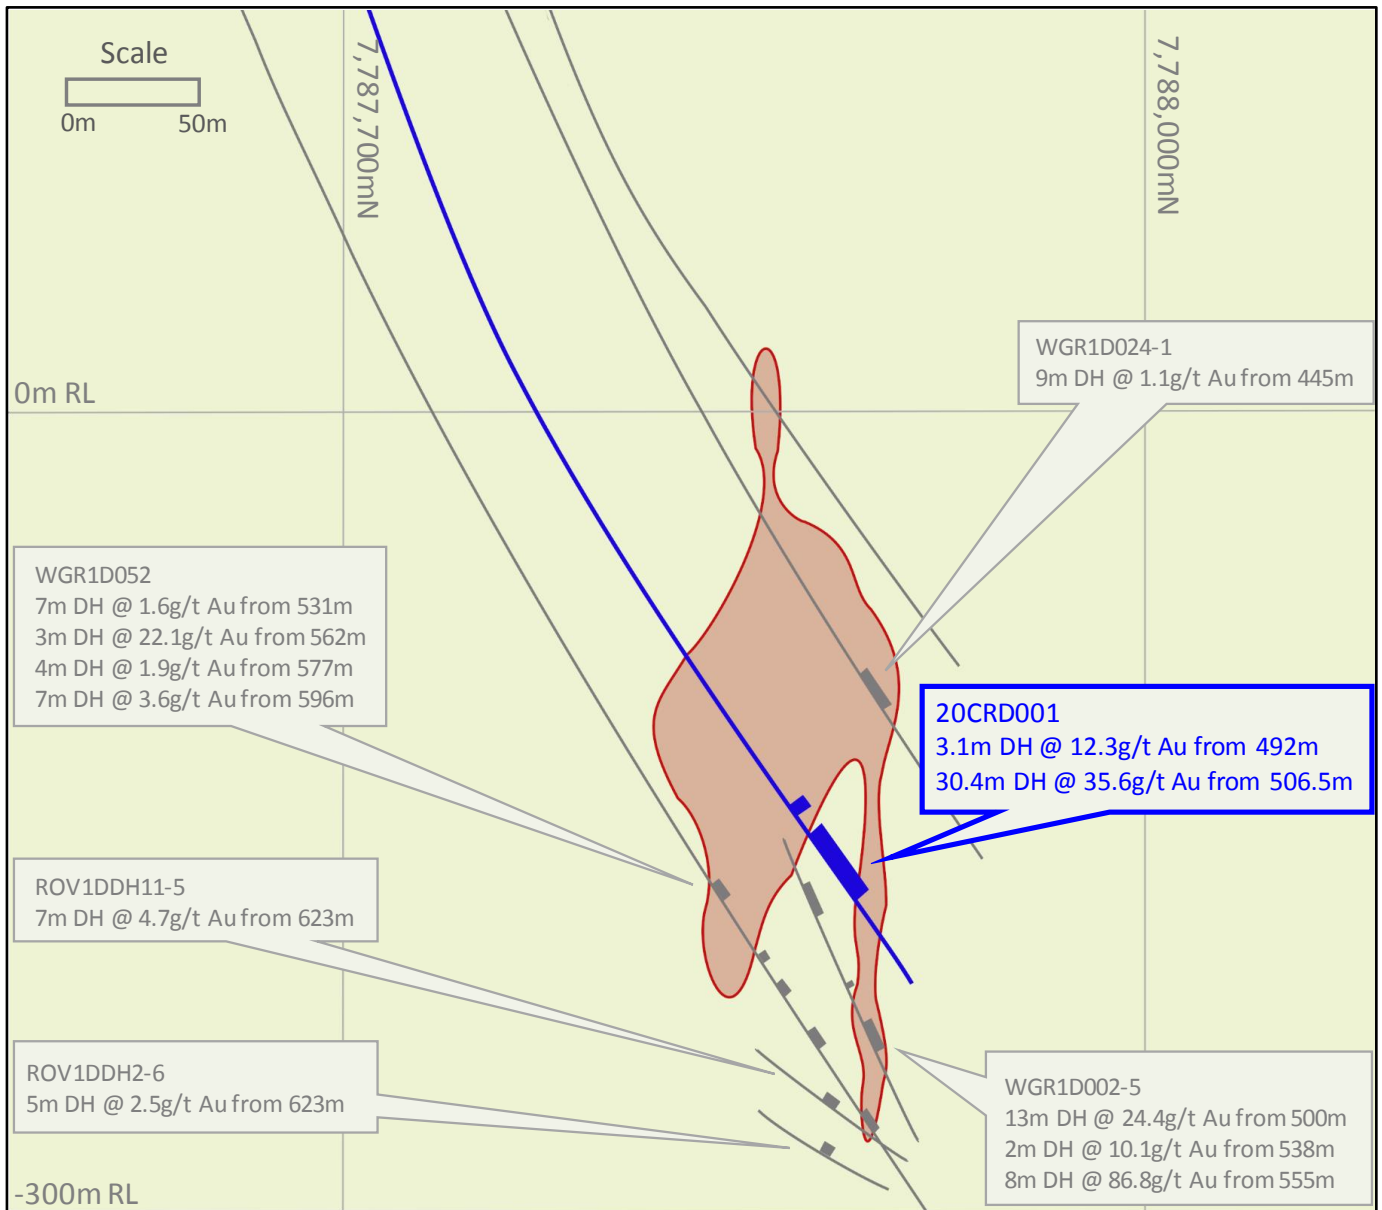 Scale
0m 50m
7,787,700mN
7,788,000mN
WGR1D024-1
9m DH @ 1.1g/t Au from 445m
0m RL
WGR1D052
7m DH @ 1.6g/t Au from 531m
3m DH @ 22.1g/t Au from 562m
4m DH @ 1.9g/t Au from 577m
7m DH @ 3.6g/t Au from 596m
20CRD001
3.1m DH @ 12.3g/t Au from 492m
30.4m DH @ 35.6g/t Au from 506.5m
ROV1DDH11-5
7m DH @ 4.7g/t Au from 623m
ROV1DDH2-6
5m DH @ 2.5g/t Au from 623m
WGR1D002-5
13m DH @ 24.4g/t Au from 500m
2m DH @ 10.1g/t Au from 538m
8m DH @ 86.8g/t Au from 555m
-300m RL